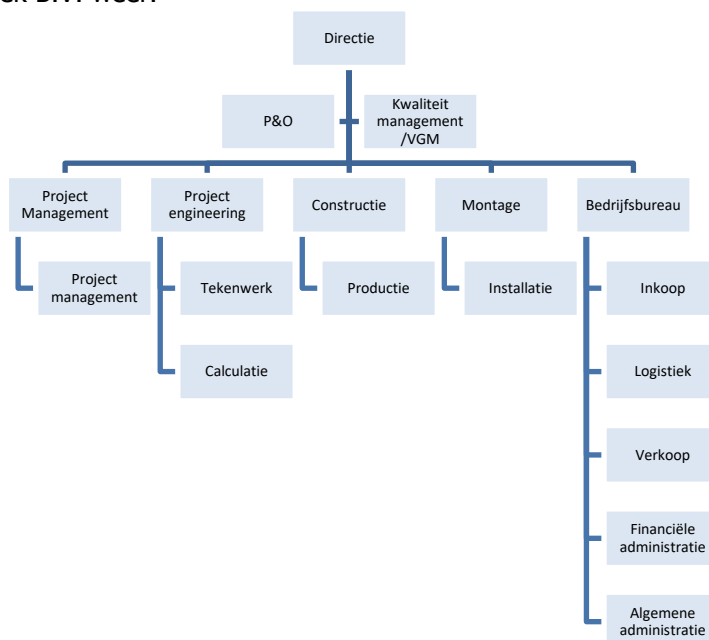 Directie
P&O
Kwaliteit
management
/VGM
Project
Management
Project
engineering
Constructie
Montage
Bedrijfsbureau
Project
management
Tekenwerk
Productie
Installatie
Inkoop
Calculatie
Logistiek
Verkoop
Financiële
administratie
Algemene
administratie